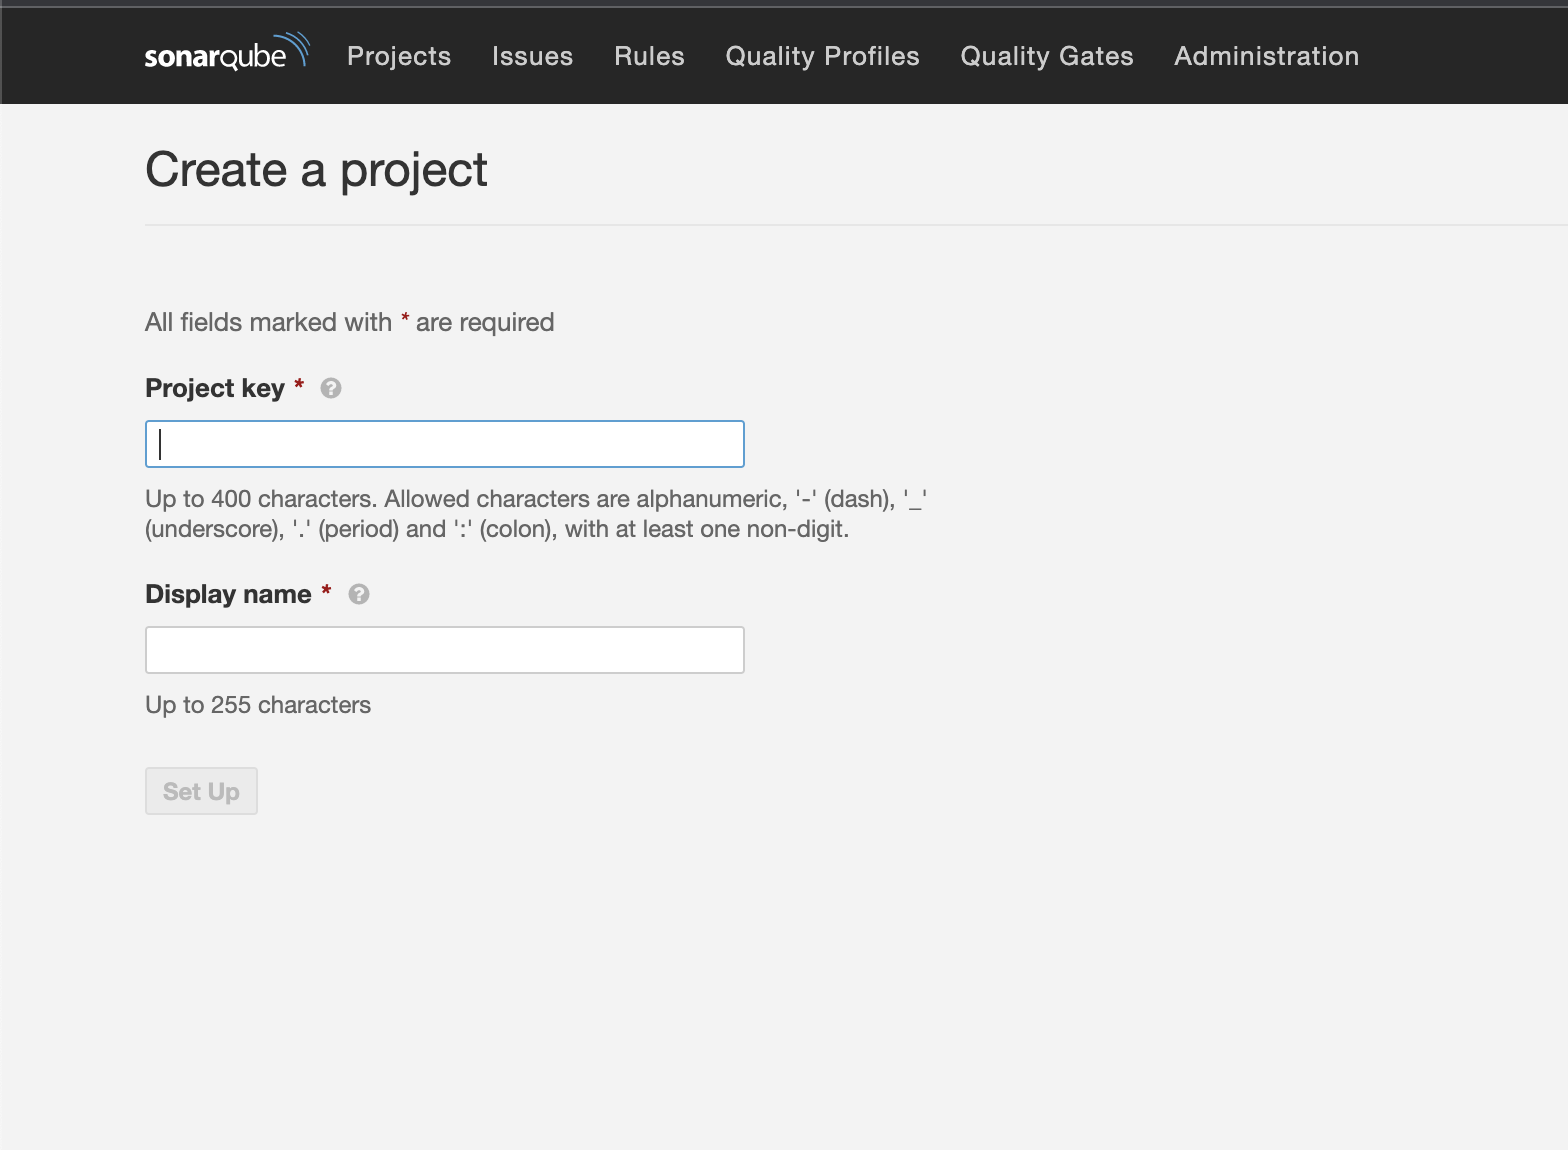 sonarqube Projects Issues Rules Quality Profiles Quality Gates Administration
Create a project
All fields marked with * are required
Project key * ?
Up to 400 characters. Allowed characters are alphanumeric, '-' (dash), '_'
(underscore), '.' (period) and ':' (colon), with at least one non-digit.
Display name * ?
Up to 255 characters
Set Up